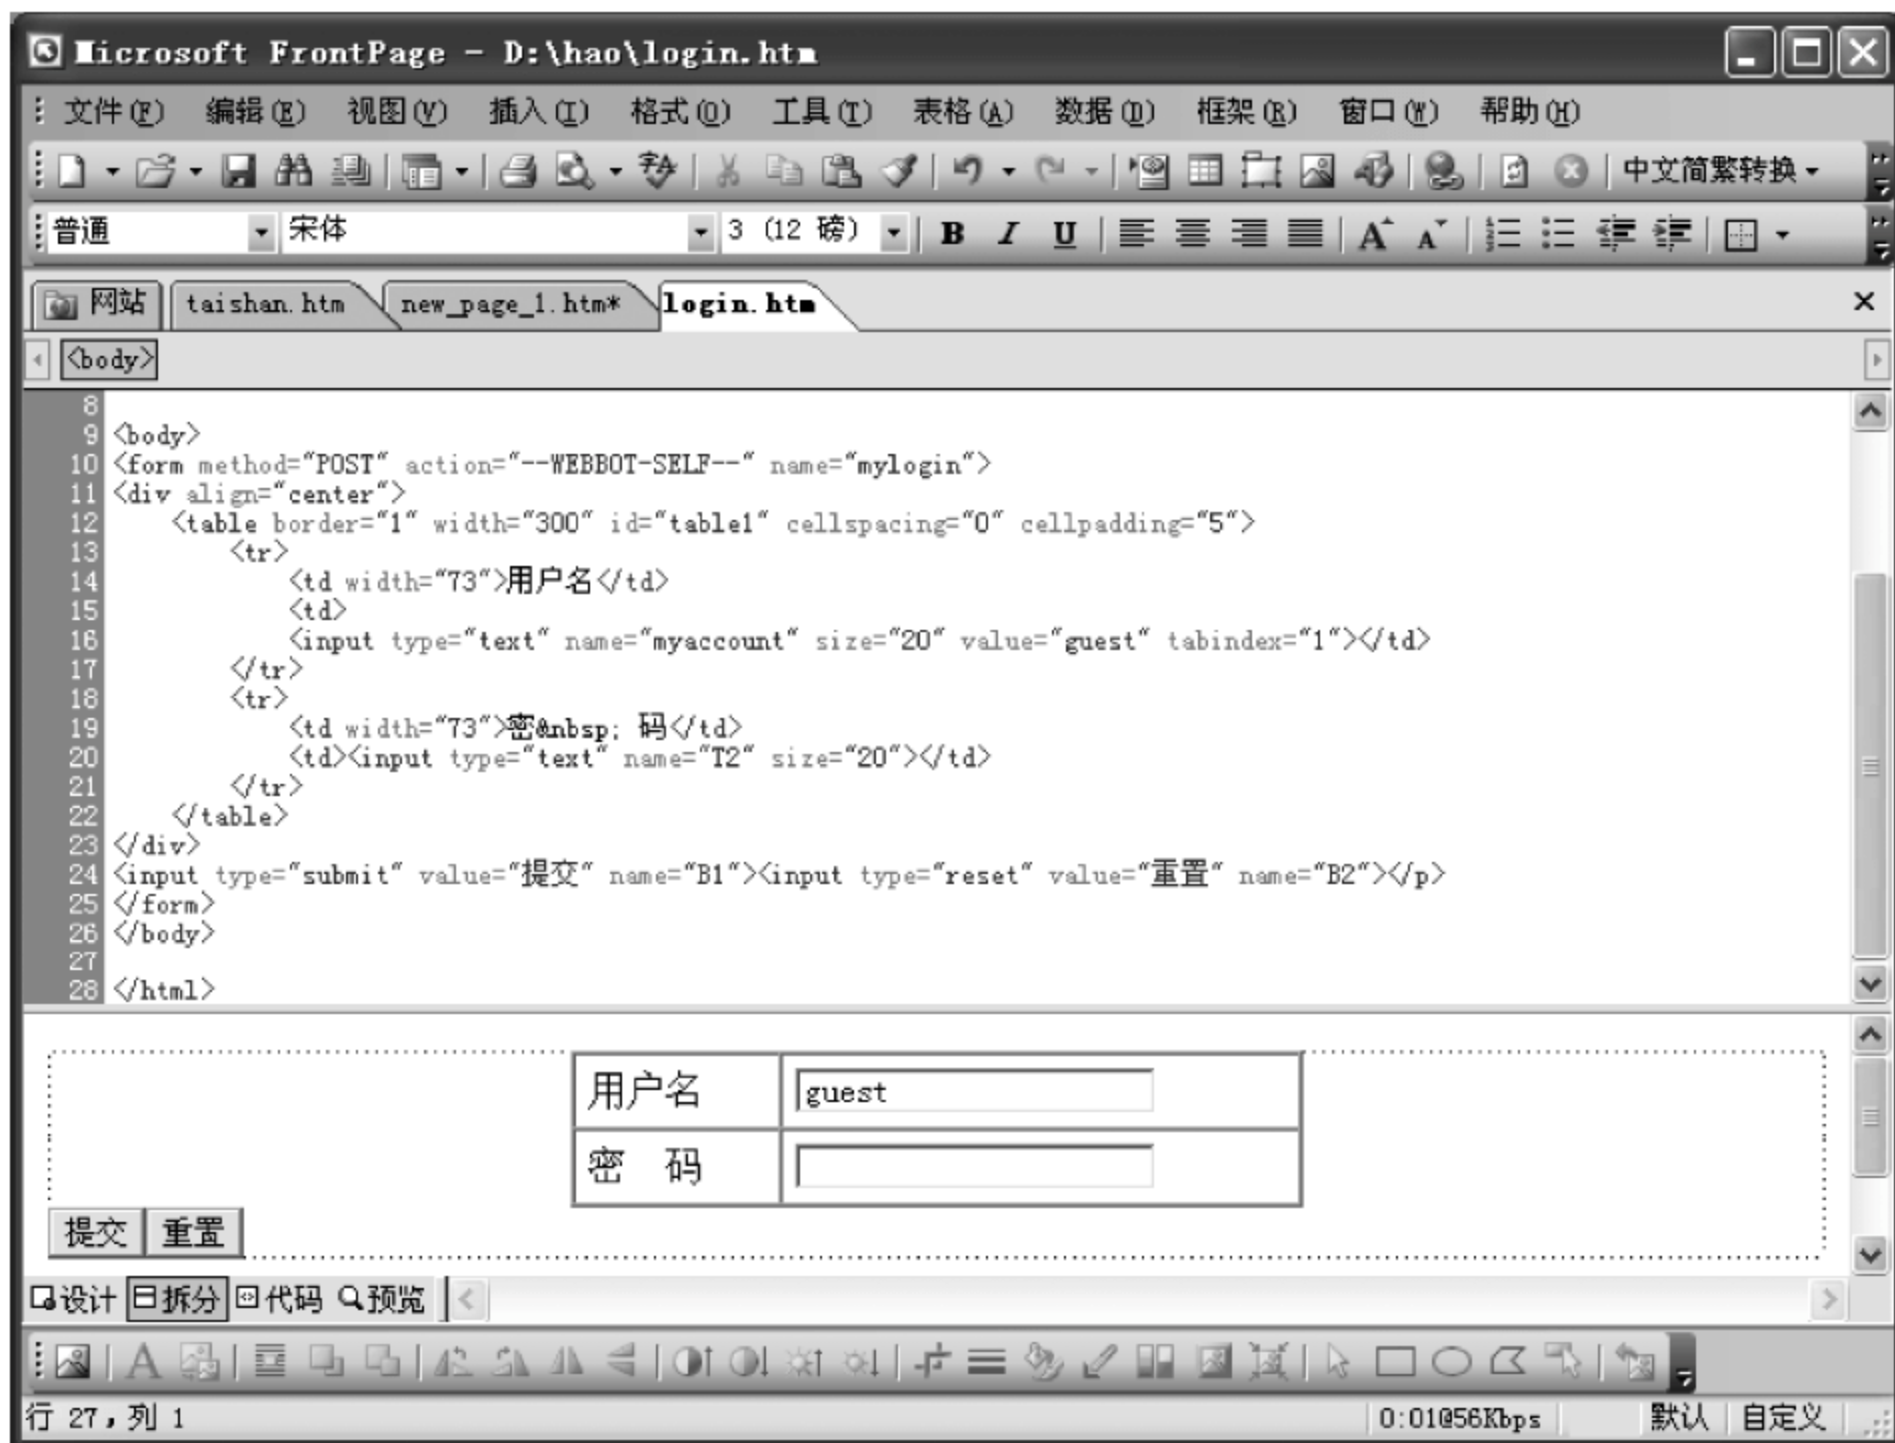 Microsoft FrontPage - D:\hao\login.htm
文件(F) 编辑(E) 视图(V) 插入(I) 格式(O) 工具(T) 表格(A) 数据(D) 框架(R) 窗口(W) 帮助(H)
中文简繁转换
普通 宋体 3 (12 磅) B I U A A
网站 taishan.htm new_page_1.htm* login.htm
<body>
8
9 <body>
10 <form method="POST" action="--WEBBOT-SELF--" name="mylogin">
11 <div align="center">
12 <table border="1" width="300" id="table1" cellspacing="0" cellpadding="5">
13 <tr>
14 <td width="73">用户名</td>
15 <td>
16 <input type="text" name="myaccount" size="20" value="guest" tabindex="1"></td>
17 </tr>
18 <tr>
19 <td width="73">密&nbsp; 码</td>
20 <td><input type="text" name="T2" size="20"></td>
21 </tr>
22 </table>
23 </div>
24 <input type="submit" value="提交" name="B1"><input type="reset" value="重置" name="B2"></p>
25 </form>
26 </body>
27
28 </html>
用户名 guest
密 码
提交 重置
设计 拆分 代码 预览
A
行 27, 列 1 0:01@56Kbps 默认 自定义